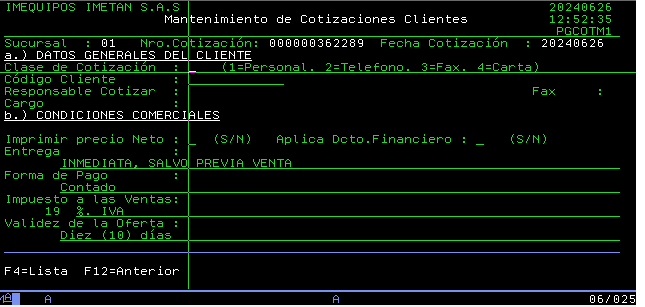 IMEQUIPOS IMETAN S.A.S 20240626
Mantenimiento de Cotizaciones Clientes 12:52:35
PGCOTM1
Sucursal : 01 Nro.Cotización: 000000362289 Fecha Cotización : 20240626
a.) DATOS GENERALES DEL CLIENTE
Clase de Cotización : _ (1=Personal. 2=Telefono. 3=Fax. 4=Carta)
Código Cliente :
Responsable Cotizar : Fax :
Cargo :
b.) CONDICIONES COMERCIALES
Imprimir precio Neto : _ (S/N) Aplica Dcto.Financiero : _ (S/N)
Entrega :
INMEDIATA, SALVO PREVIA VENTA
Forma de Pago :
Contado
Impuesto a las Ventas:
19 %. IVA
Validez de la Oferta :
Diez (10) días
F4=Lista F12=Anterior
A A 06/025